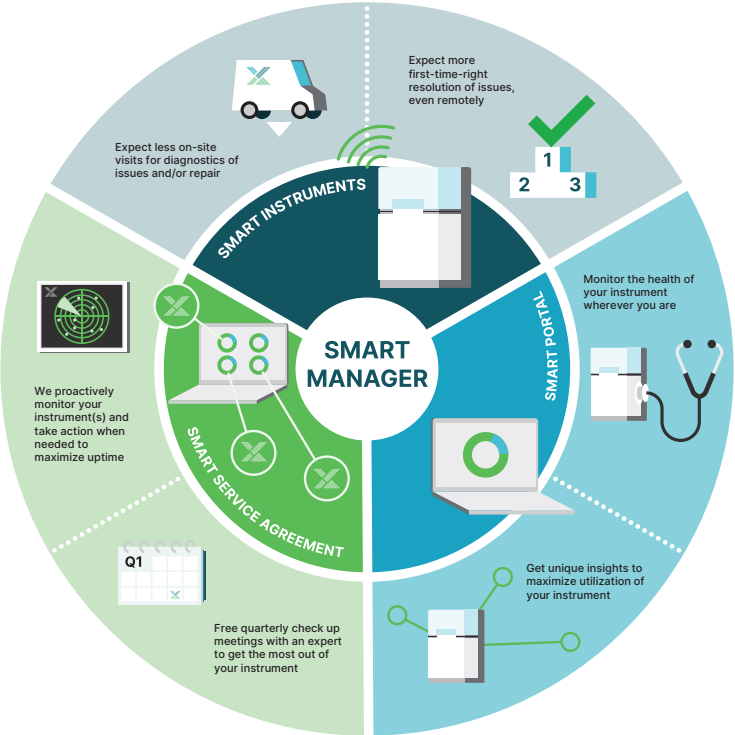 Expect more
first-time-right
resolution of issues,
even remotely
Expect less on-site
visits for diagnostics of
issues and/or repair
1
2
3
SMART INSTRUMENTS
Monitor the health of
your instrument
wherever you are
SMART PORTAL
SMART
MANAGER
We proactively
monitor your
instrument(s) and
take action when
needed to
maximize uptime
SMART SERVICE AGREEMENT
Q1
Get unique insights to
maximize utilization of
your instrument
Free quarterly check up
meetings with an expert
to get the most out of
your instrument